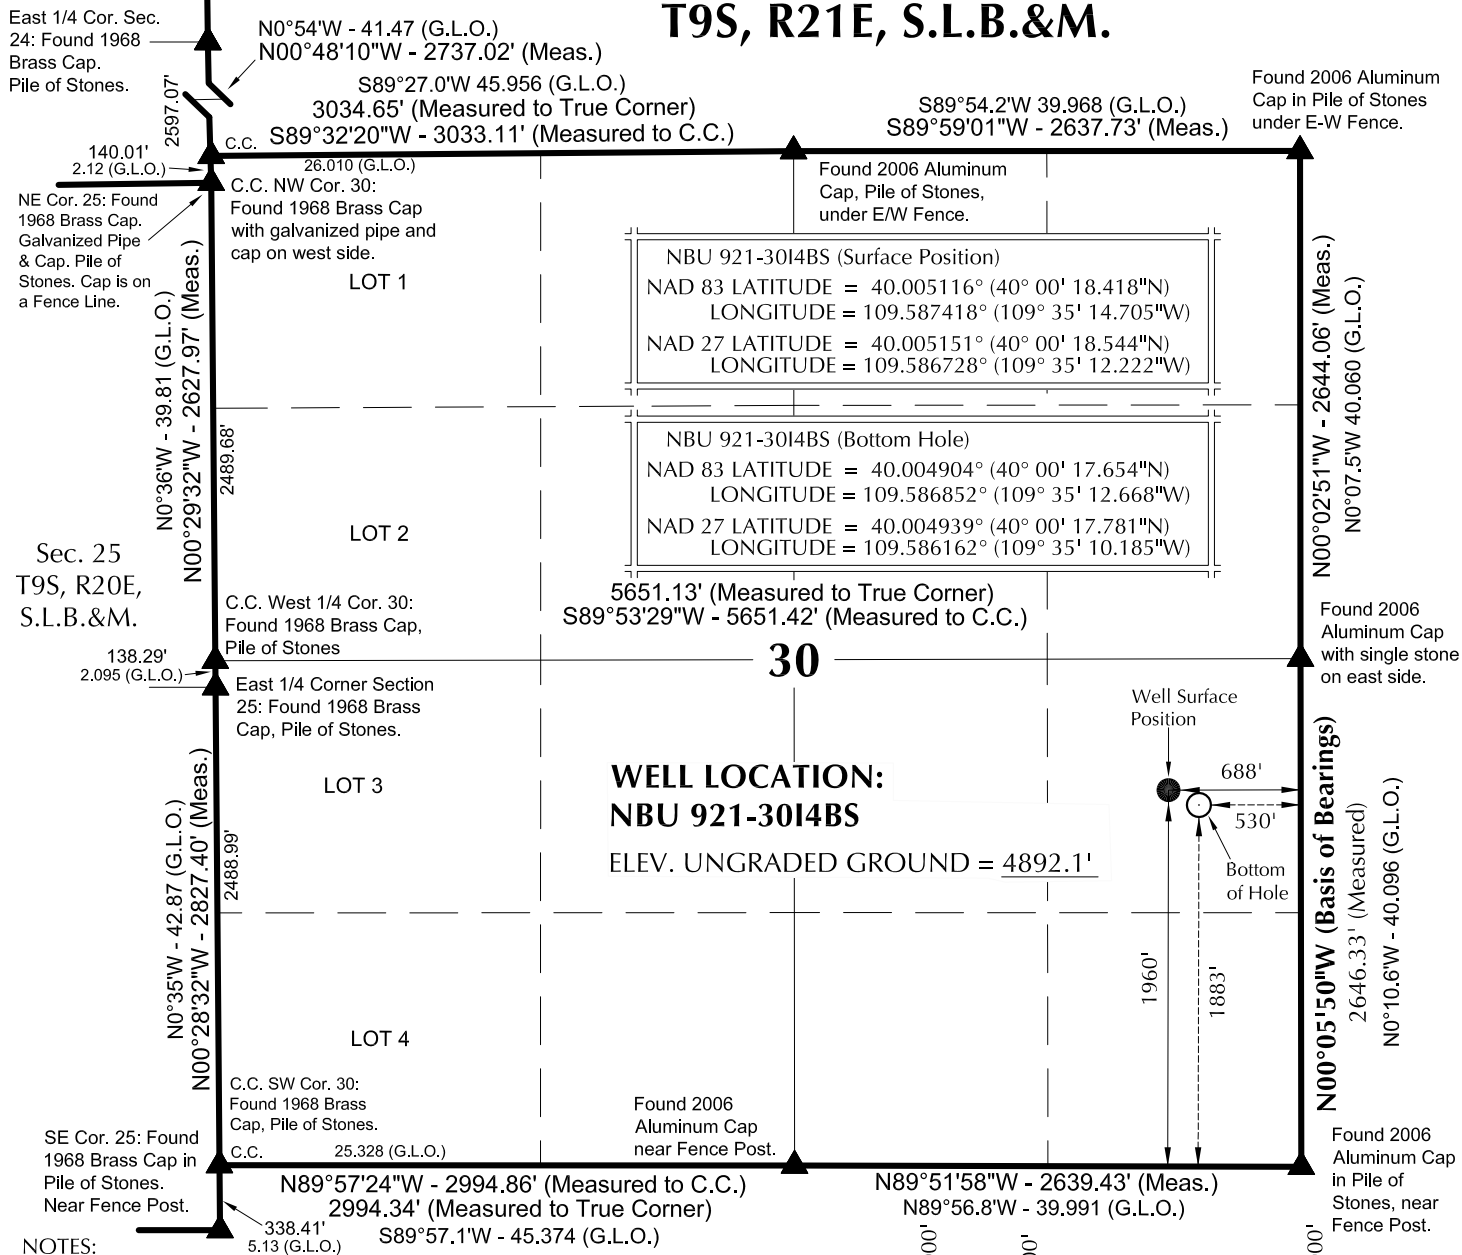 T9S, R21E, S.L.B.&M.
East 1/4 Cor. Sec.
24: Found 1968
Brass Cap.
Pile of Stones.
N0°54'W - 41.47 (G.L.O.)
N00°48'10"W - 2737.02' (Meas.)
2597.07'
S89°27.0'W 45.956 (G.L.O.)
3034.65' (Measured to True Corner)
S89°32'20"W - 3033.11' (Measured to C.C.)
S89°54.2'W 39.968 (G.L.O.)
S89°59'01"W - 2637.73' (Meas.)
Found 2006 Aluminum
Cap in Pile of Stones
under E-W Fence.
140.01'
2.12 (G.L.O.)
C.C.
26.010 (G.L.O.)
C.C. NW Cor. 30:
Found 1968 Brass Cap
with galvanized pipe and
cap on west side.
Found 2006 Aluminum
Cap, Pile of Stones,
under E/W Fence.
NE Cor. 25: Found
1968 Brass Cap.
Galvanized Pipe
& Cap. Pile of
Stones. Cap is on
a Fence Line.
LOT 1
NBU 921-30I4BS (Surface Position)
NAD 83 LATITUDE = 40.005116° (40° 00' 18.418"N)
LONGITUDE = 109.587418° (109° 35' 14.705"W)
NAD 27 LATITUDE = 40.005151° (40° 00' 18.544"N)
LONGITUDE = 109.586728° (109° 35' 12.222"W)
N0°36'W - 39.81 (G.L.O.)
N00°29'32"W - 2627.97' (Meas.)
2489.68'
N00°02'51"W - 2644.06' (Meas.)
N0°07.5'W 40.060 (G.L.O.)
NBU 921-30I4BS (Bottom Hole)
NAD 83 LATITUDE = 40.004904° (40° 00' 17.654"N)
LONGITUDE = 109.586852° (109° 35' 12.668"W)
NAD 27 LATITUDE = 40.004939° (40° 00' 17.781"N)
LONGITUDE = 109.586162° (109° 35' 10.185"W)
LOT 2
Sec. 25
T9S, R20E,
S.L.B.&M.
5651.13' (Measured to True Corner)
S89°53'29"W - 5651.42' (Measured to C.C.)
C.C. West 1/4 Cor. 30:
Found 1968 Brass Cap,
Pile of Stones
Found 2006
Aluminum Cap
with single stone
on east side.
138.29'
2.095 (G.L.O.)
30
East 1/4 Corner Section
25: Found 1968 Brass
Cap, Pile of Stones.
Well Surface
Position
LOT 3
WELL LOCATION:
NBU 921-30I4BS
ELEV. UNGRADED GROUND = 4892.1'
688'
530'
Bottom
of Hole
1960'
1883'
N00°05'50"W (Basis of Bearings)
2646.33' (Measured)
N0°10.6'W - 40.096 (G.L.O.)
N0°35'W - 42.87 (G.L.O.)
N00°28'32"W - 2827.40' (Meas.)
2488.99'
LOT 4
C.C. SW Cor. 30:
Found 1968 Brass
Cap, Pile of Stones.
Found 2006
Aluminum Cap
near Fence Post.
SE Cor. 25: Found
1968 Brass Cap in
Pile of Stones.
Near Fence Post.
C.C.
25.328 (G.L.O.)
Found 2006
Aluminum Cap
in Pile of
Stones, near
Fence Post.
N89°57'24"W - 2994.86' (Measured to C.C.)
2994.34' (Measured to True Corner)
S89°57.1'W - 45.374 (G.L.O.)
N89°51'58"W - 2639.43' (Meas.)
N89°56.8'W - 39.991 (G.L.O.)
338.41'
5.13 (G.L.O.)
NOTES: